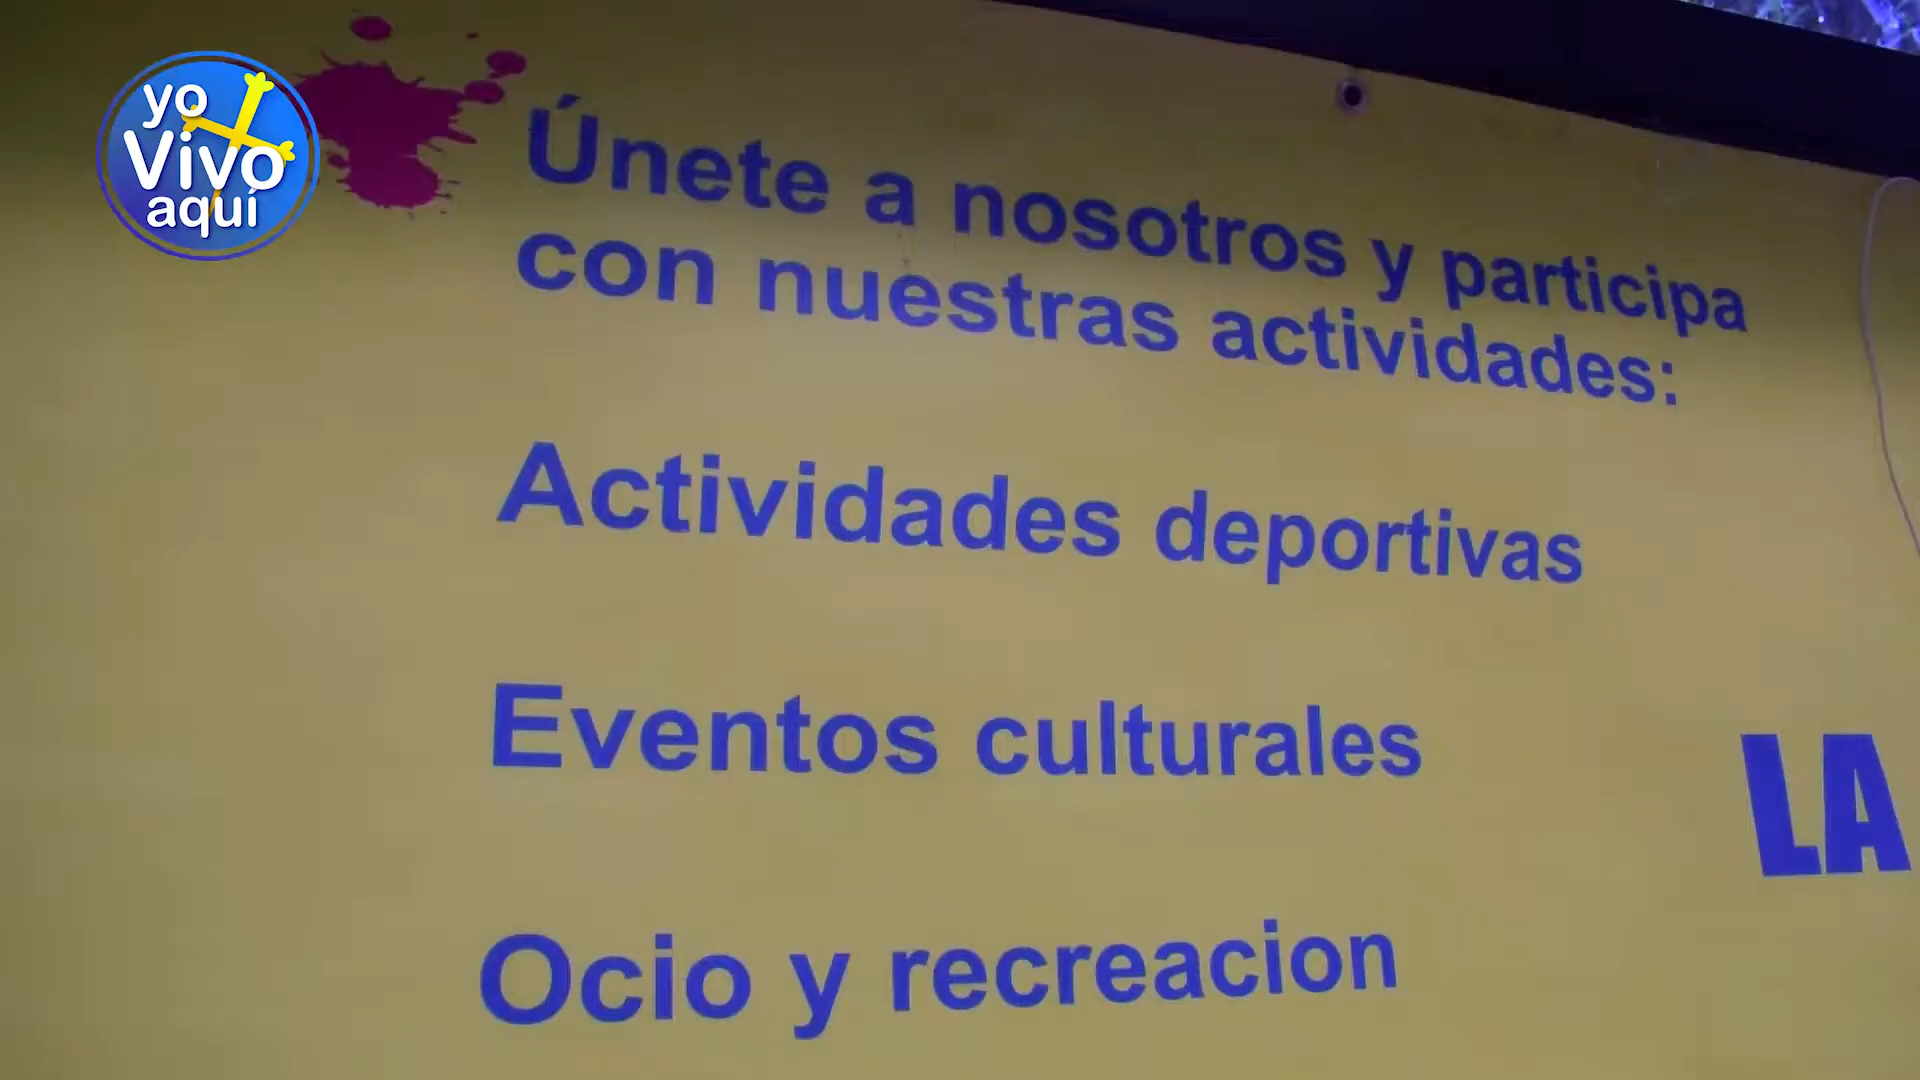 yo
Vivo
aquí
Únete a nosotros y participa
con nuestras actividades:
Actividades deportivas
Eventos culturales
LA
Ocio y recreacion